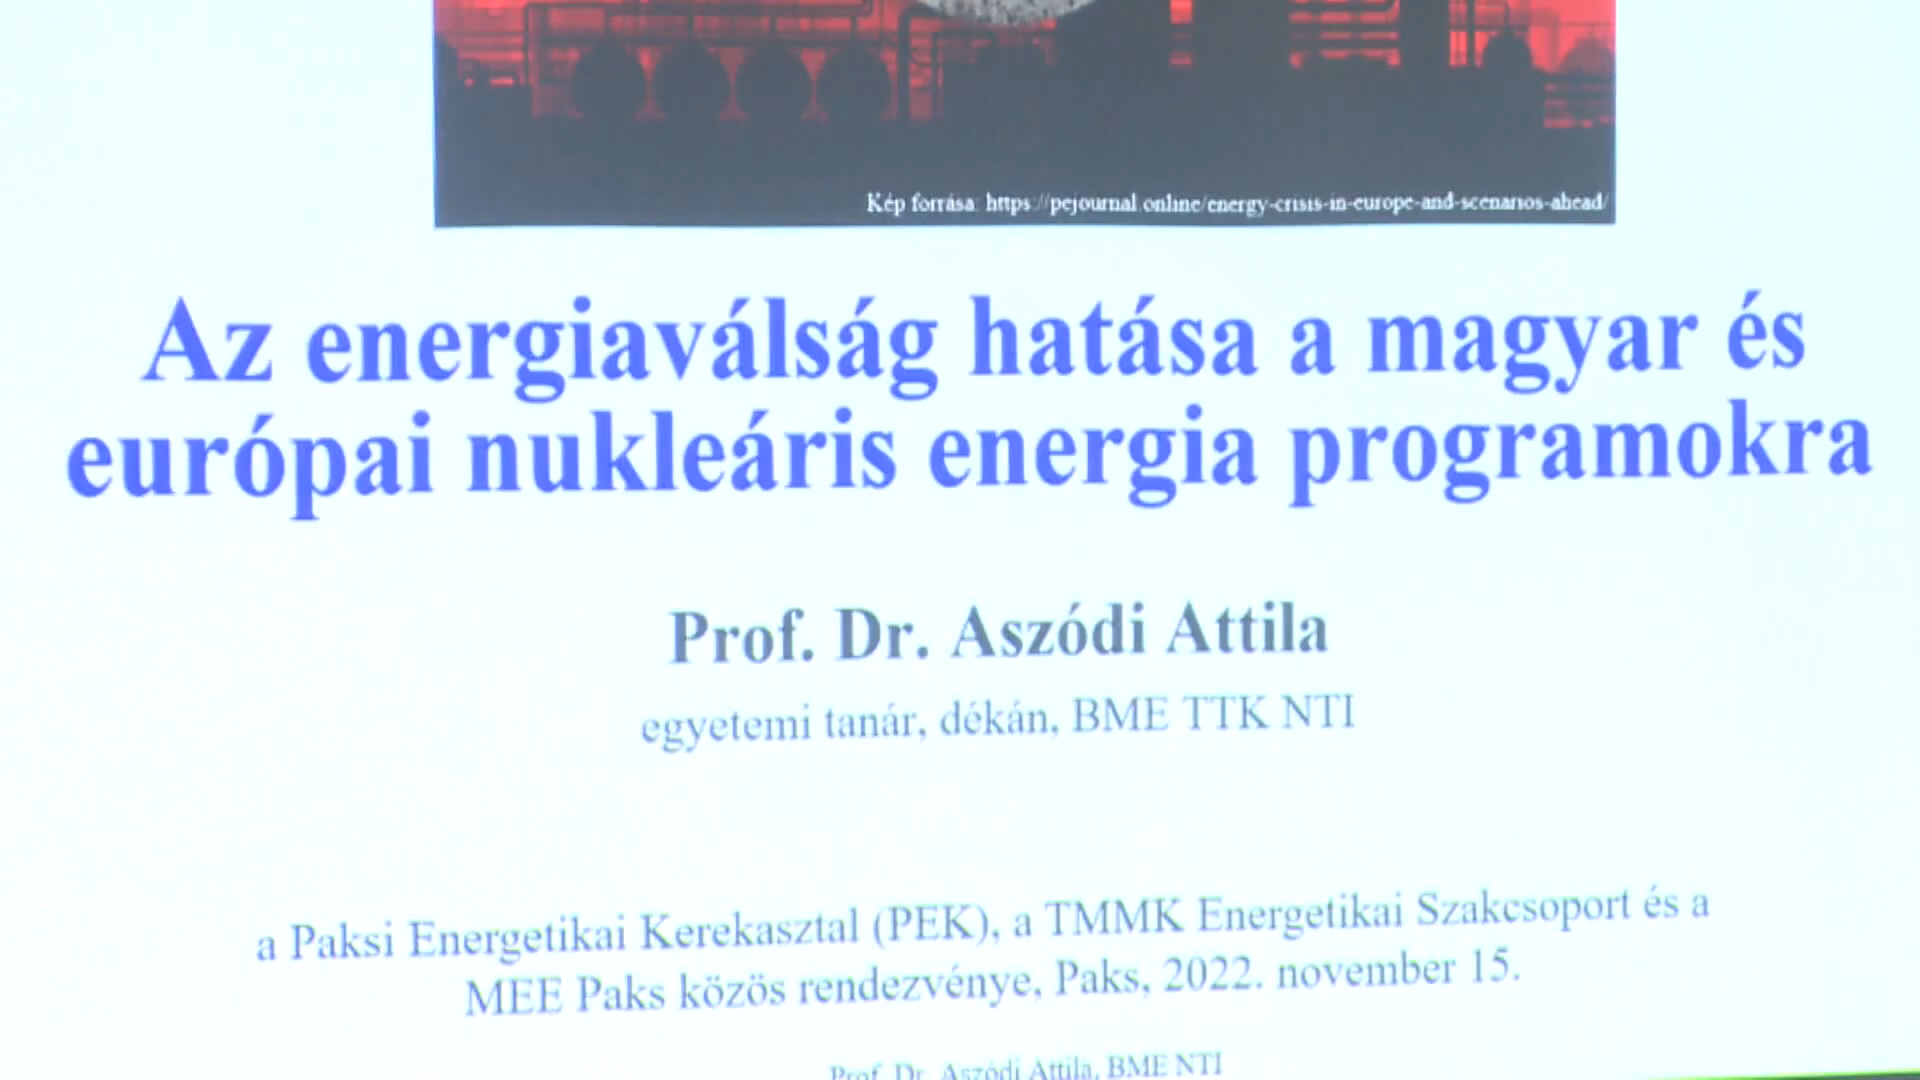 Kép forrása: https://pejournal.online/energy-crisis-in-europe-and-scenarios-ahead/
Az energiaválság hatása a magyar és
európai nukleáris energia programokra
Prof. Dr. Aszódi Attila
egyetemi tanár, dékán, BME TTK NTI
a Paksi Energetikai Kerekasztal (PEK), a TMMK Energetikai Szakcsoport és a
MEE Paks közös rendezvénye, Paks, 2022. november 15.
Prof. Dr. Aszódi Attila, BME NTI